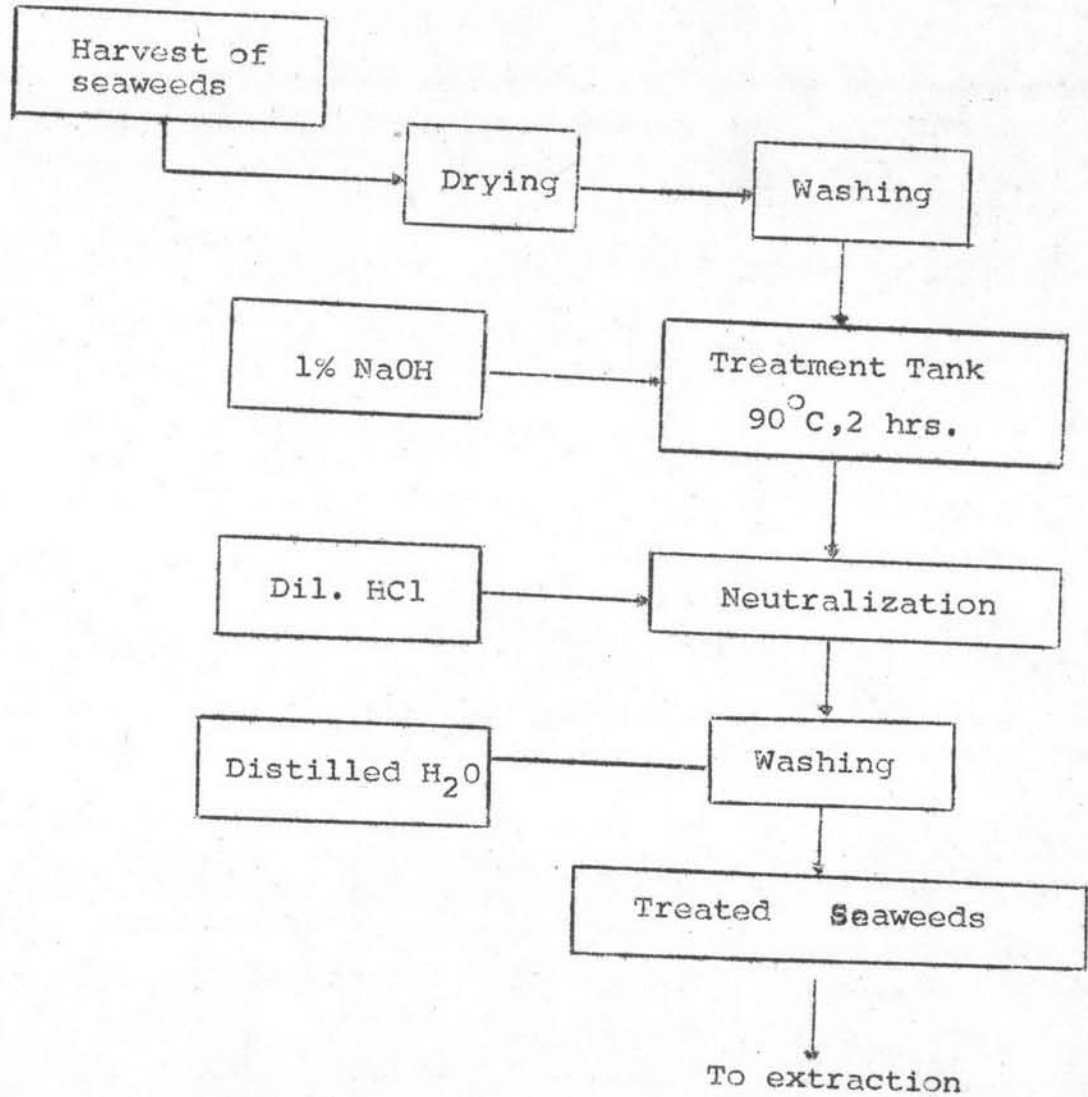 Harvest of
seaweeds
Drying
Washing
1% NaOH
Treatment Tank
90°C,2 hrs.
Dil. HCl
Neutralization
Distilled H₂O
Washing
Treated Seaweeds
To extraction